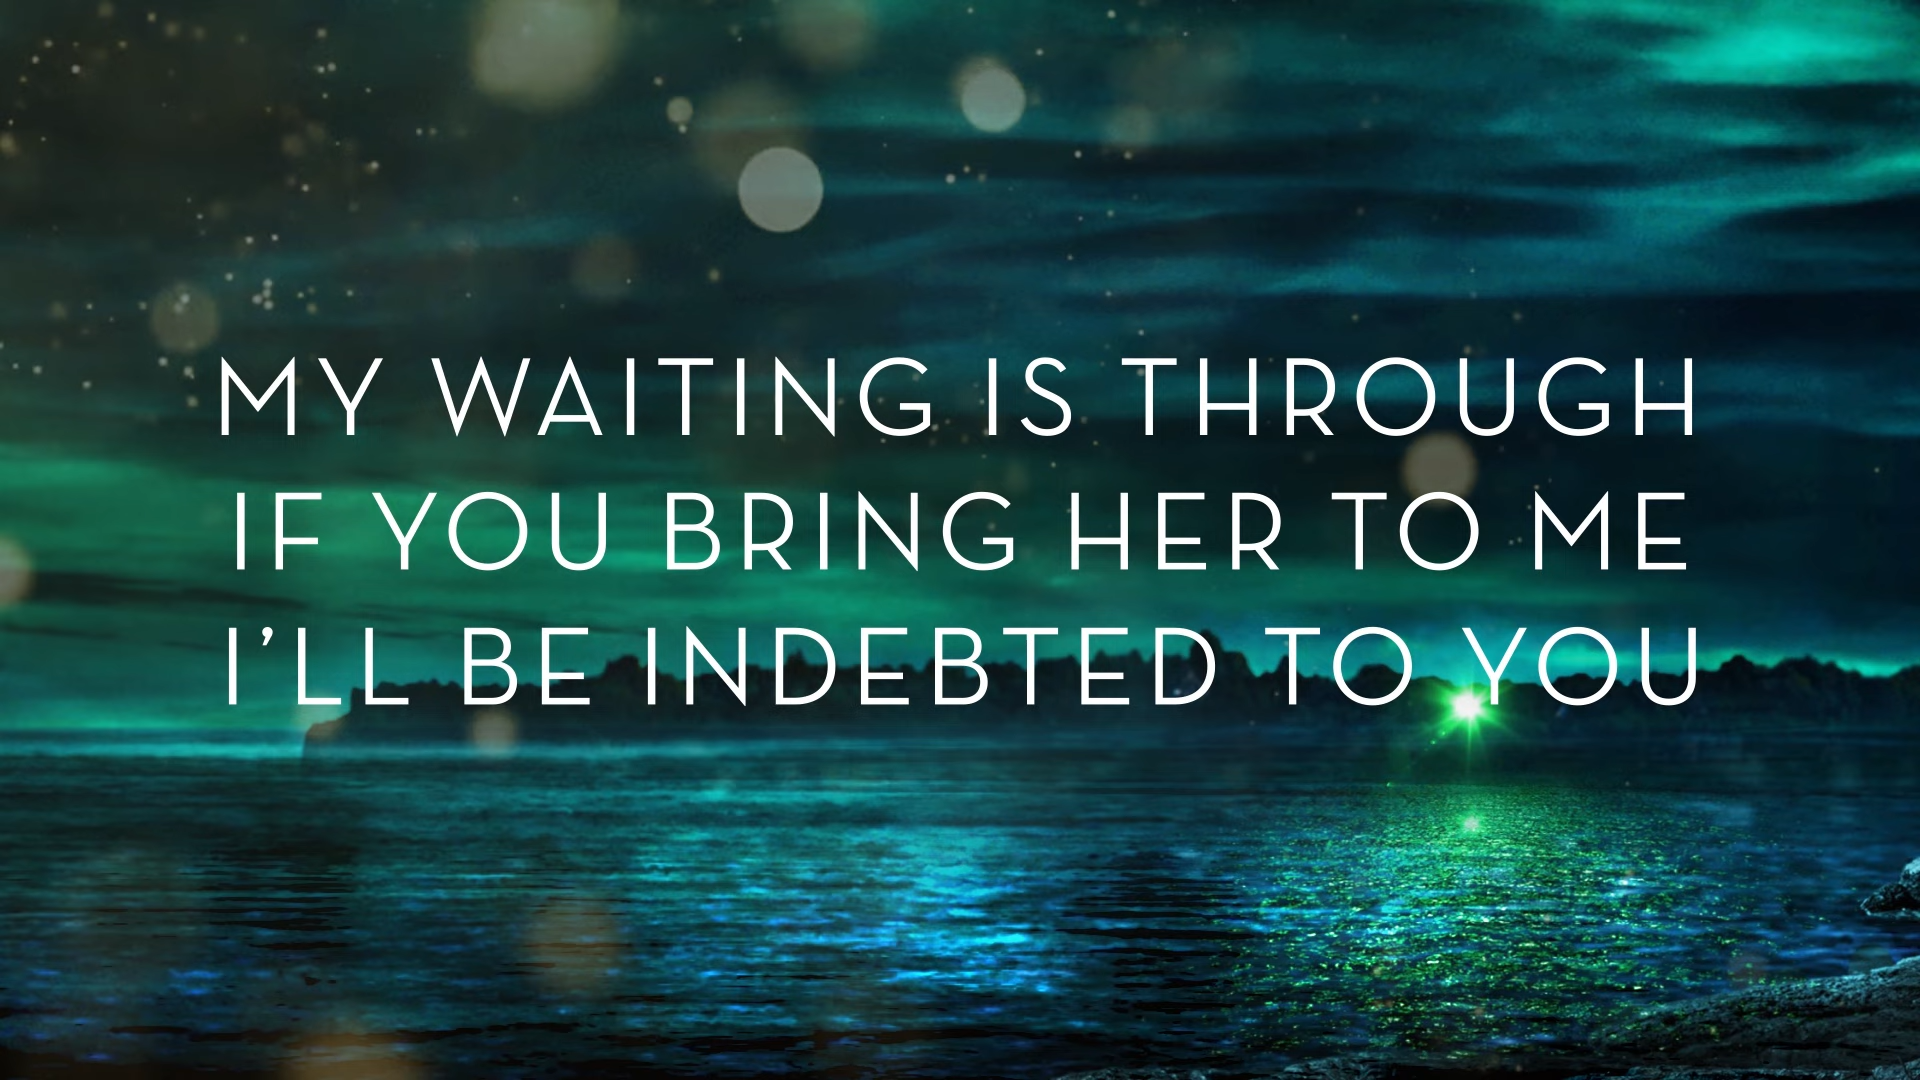 MY WAITING IS THROUGH
IF YOU BRING HER TO ME
I’LL BE INDEBTED TO YOU